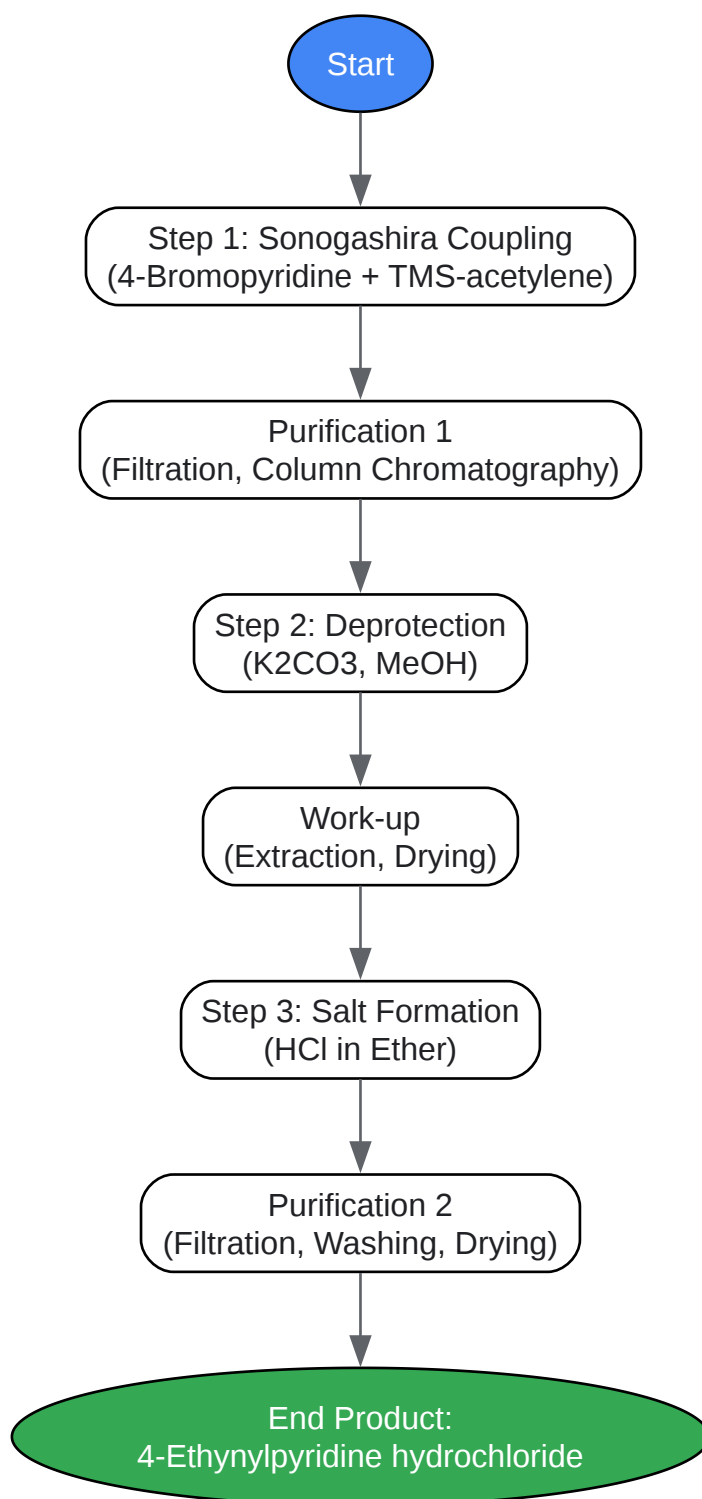 Start
Step 1: Sonogashira Coupling
(4-Bromopyridine + TMS-acetylene)
Purification 1
(Filtration, Column Chromatography)
Step 2: Deprotection
(K2CO3, MeOH)
Work-up
(Extraction, Drying)
Step 3: Salt Formation
(HCl in Ether)
Purification 2
(Filtration, Washing, Drying)
End Product:
4-Ethynylpyridine hydrochloride